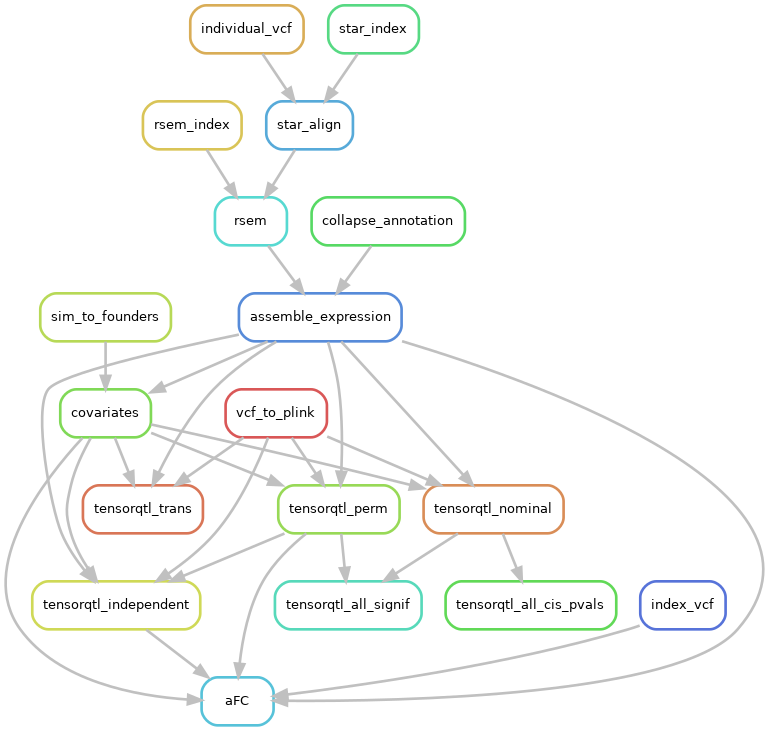 individual_vcf
star_index
rsem_index
star_align
rsem
collapse_annotation
sim_to_founders
assemble_expression
covariates
vcf_to_plink
tensorqtl_trans
tensorqtl_perm
tensorqtl_nominal
tensorqtl_independent
tensorqtl_all_signif
tensorqtl_all_cis_pvals
index_vcf
aFC